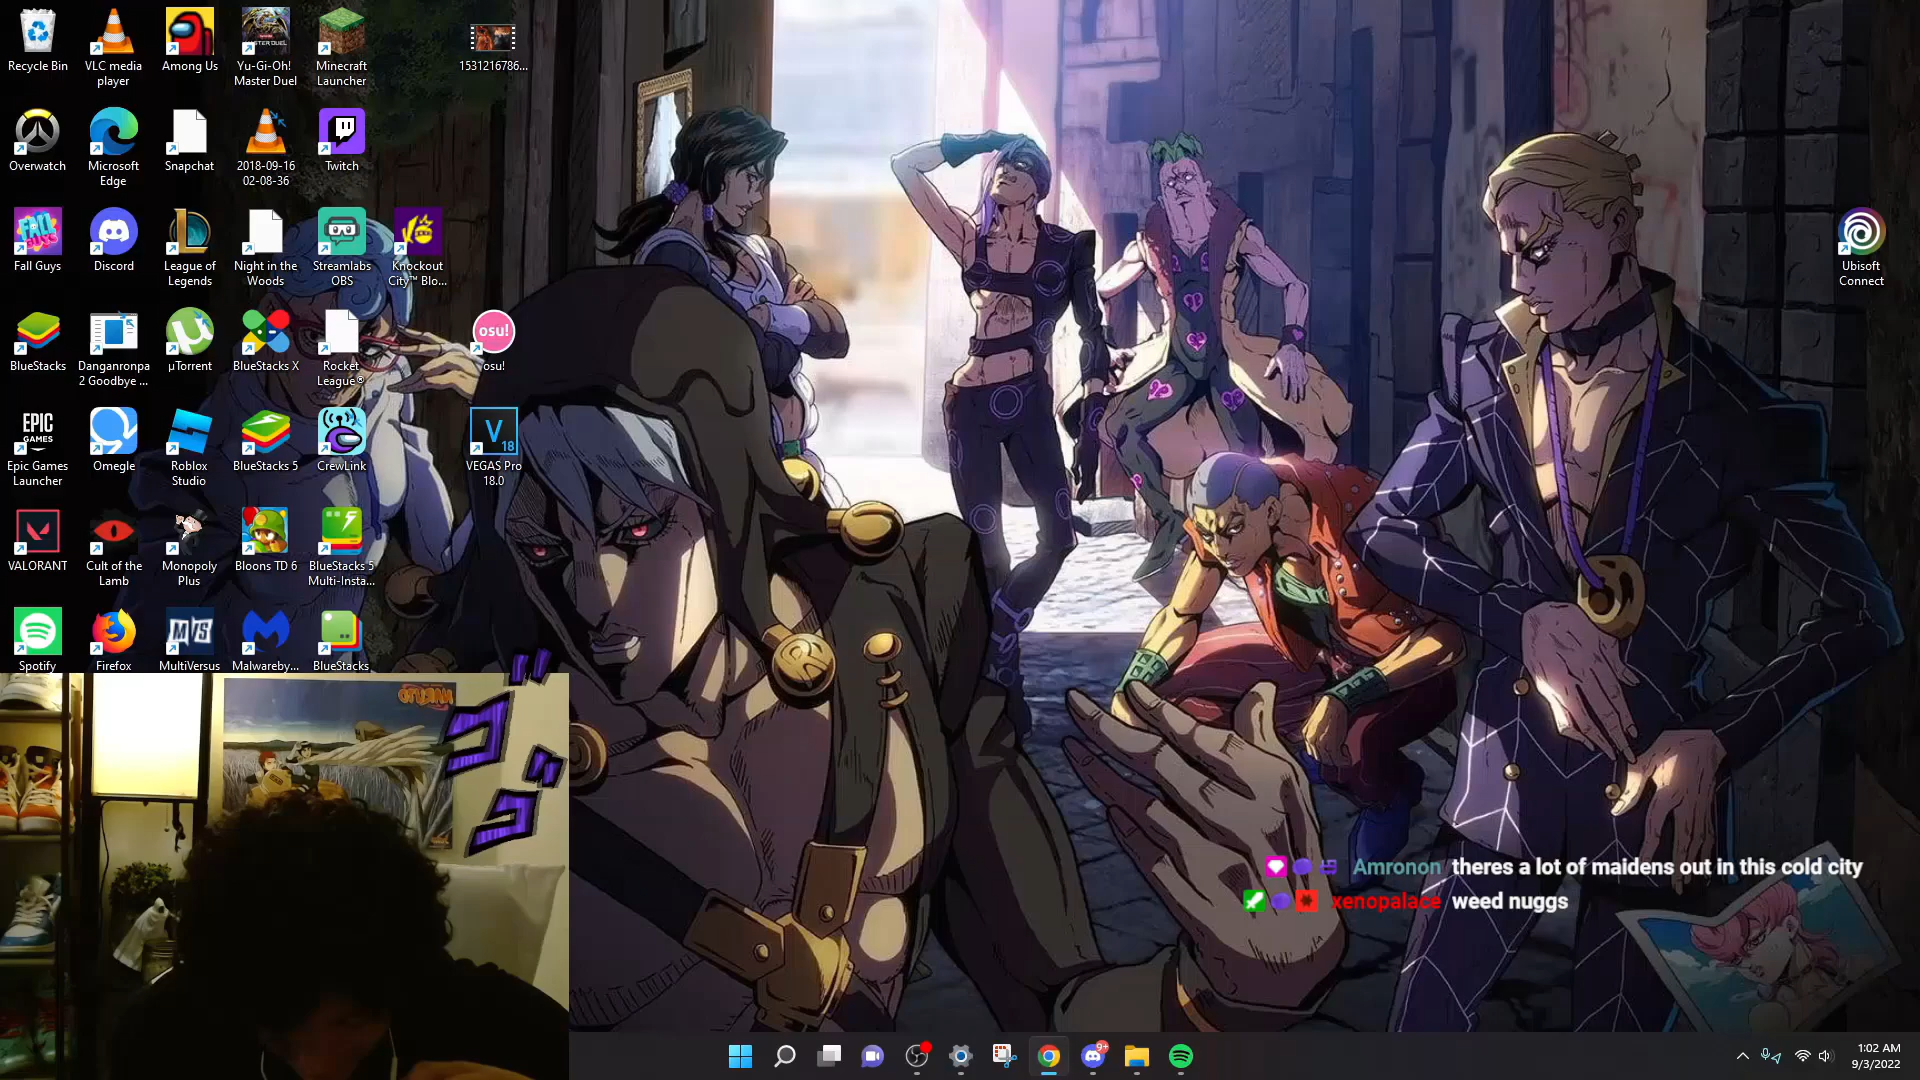 Recycle Bin
VLC media
player
Among Us
Yu-Gi-Oh!
Master Duel
Minecraft
Launcher
1531216786...
Overwatch
Microsoft
Edge
Snapchat
2018-09-16
02-08-36
Twitch
Fall Guys
Discord
League of
Legends
Night in the
Woods
Streamlabs
OBS
Knockout
City™ Blo...
Ubisoft
Connect
BlueStacks
Danganronpa
2 Goodbye ...
µTorrent
BlueStacks X
Rocket
League®
osu!
osu!
EPIC
GAMES
Epic Games
Launcher
Omegle
Roblox
Studio
BlueStacks 5
CrewLink
V
18
VEGAS Pro
18.0
VALORANT
Cult of the
Lamb
Monopoly
Plus
Bloons TD 6
BlueStacks 5
Multi-Insta...
Spotify
Firefox
MultiVersus
Malwareby...
BlueStacks
ゴゴ
Amronon theres a lot of maidens out in this cold city
xenopalace weed nuggs
9+
1:02 AM
9/3/2022